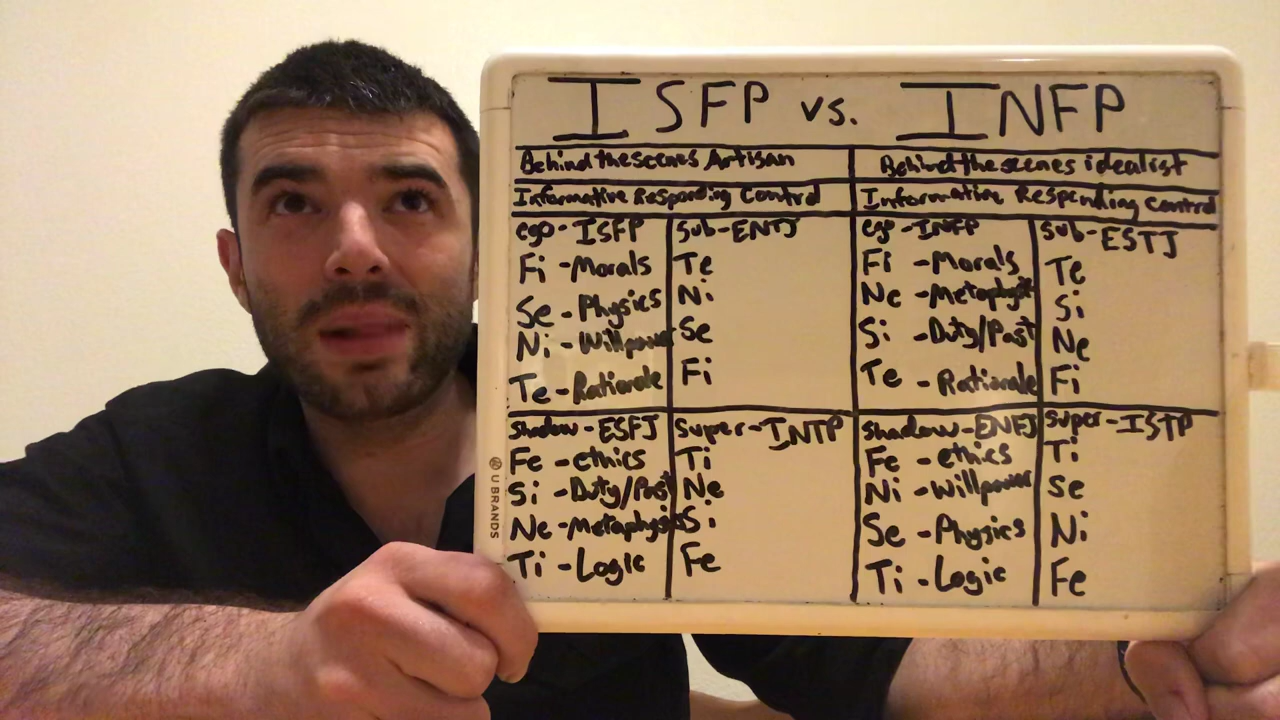 ISFP vs. INFP
Behind the scenes Artisan
Behind the scenes idealist
Informative Responding Control
Informative Responding Control
ego-ISFP
Fi - Morals
Se - Physics
Ni - Willpower
Te - Rationale
sub-ENTJ
Te
Ni
Se
Fi
ego-INFP
Fi - Morals
Ne - Metaphysics
Si - Duty/Past
Te - Rationale
sub-ESTJ
Te
Si
Ne
Fi
shadow-ESFJ
Fe - ethics
Si - Duty/Past
Ne - Metaphysics
Ti - Logic
super-INTP
Ti
Ne
Si
Fe
shadow-ENFJ
Fe - ethics
Ni - Willpower
Se - Physics
Ti - Logic
super-ISTP
Ti
Se
Ni
Fe
U BRANDS